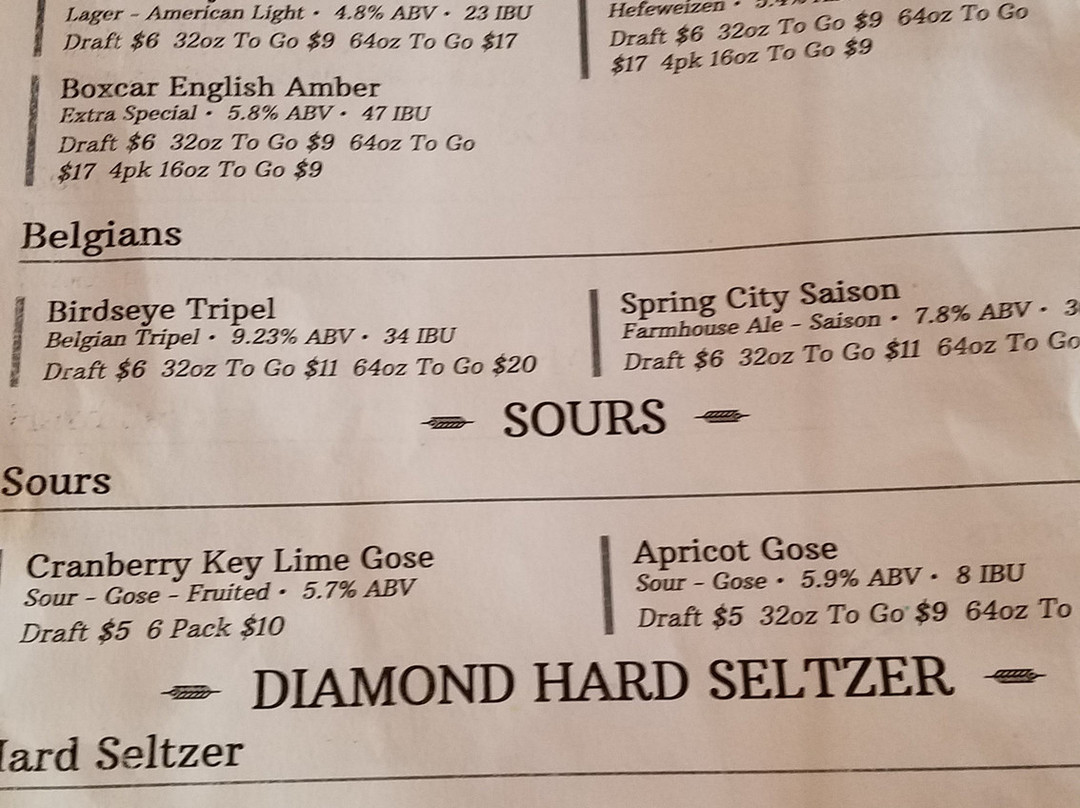 Lager – American Light • 4.8% ABV • 23 IBU
Draft $6 32oz To Go $9 64oz To Go $17
Hefeweizen •
Draft $6 32oz To Go $9 64oz To Go
$17 4pk 16oz To Go $9
Boxcar English Amber
Extra Special • 5.8% ABV • 47 IBU
Draft $6 32oz To Go $9 64oz To Go
$17 4pk 16oz To Go $9
Belgians
Birdseye Tripel
Belgian Tripel • 9.23% ABV • 34 IBU
Draft $6 32oz To Go $11 64oz To Go $20
Spring City Saison
Farmhouse Ale – Saison • 7.8% ABV •
Draft $6 32oz To Go $11 64oz To Go
SOURS
Sours
Cranberry Key Lime Gose
Sour – Gose – Fruited • 5.7% ABV
Draft $5 6 Pack $10
Apricot Gose
Sour – Gose • 5.9% ABV • 8 IBU
Draft $5 32oz To Go $9 64oz To
DIAMOND HARD SELTZER
Hard Seltzer